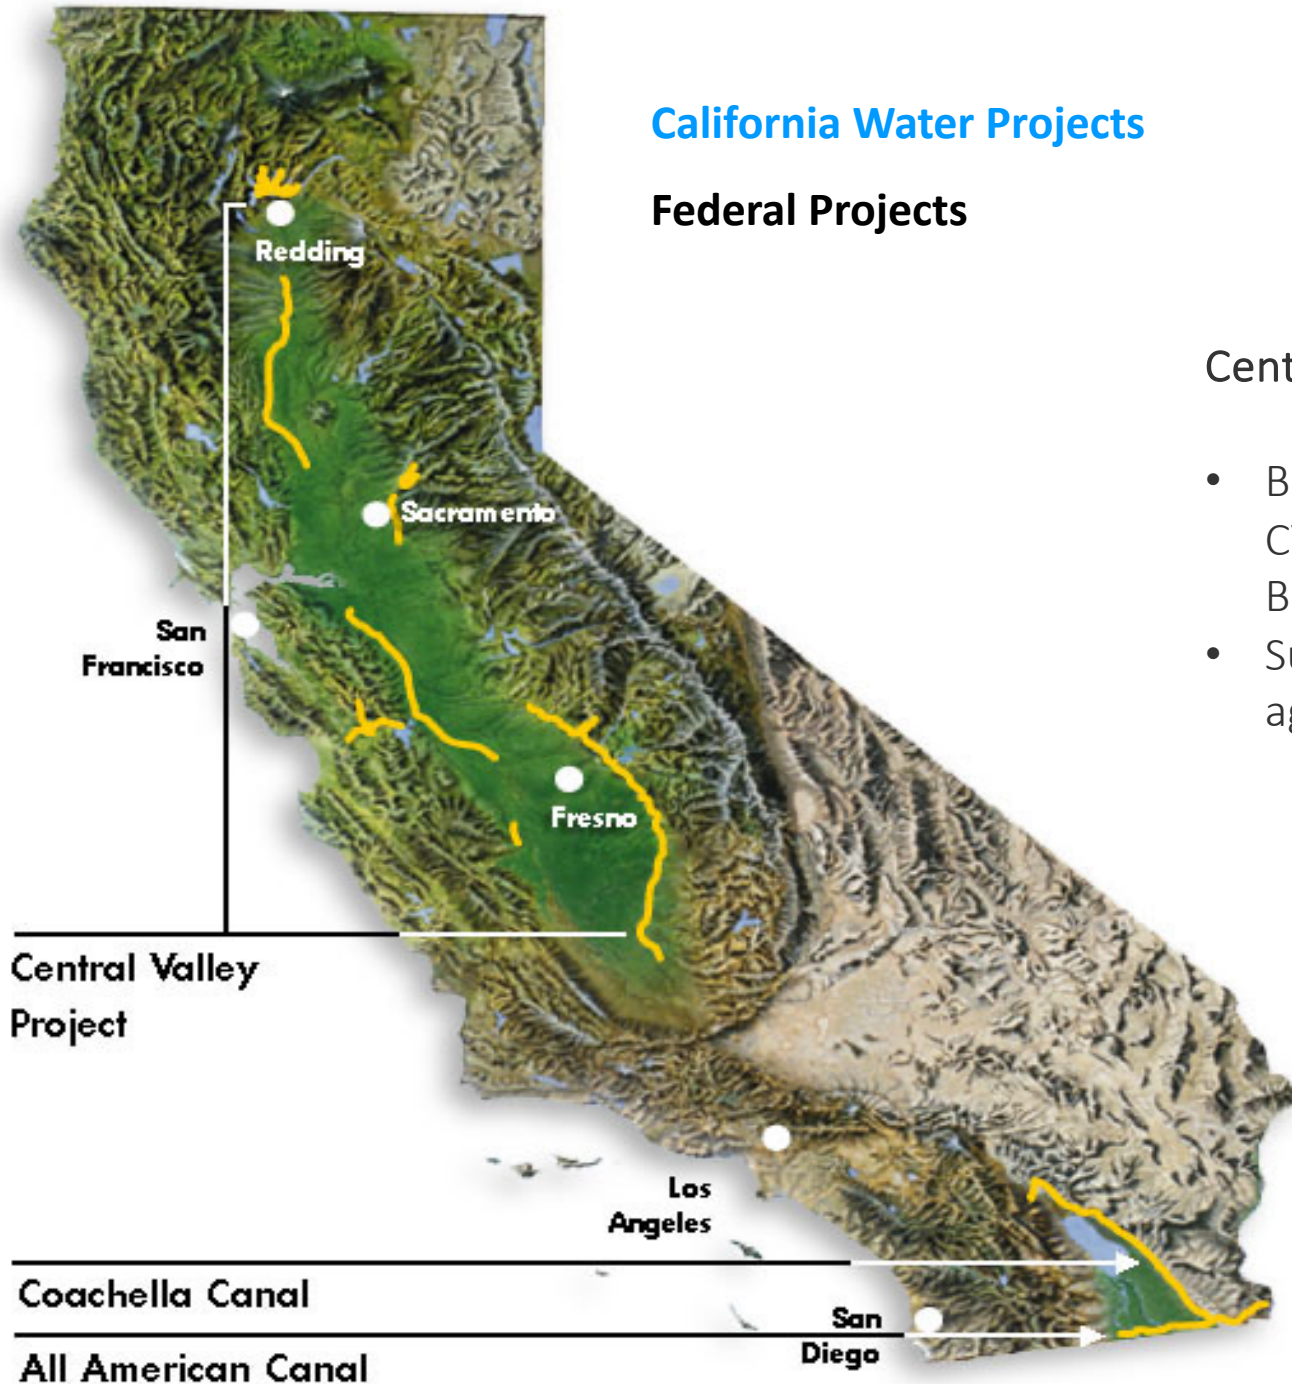 California Water Projects
Federal Projects
Redding
Sacramento
San
Francisco
Fresno
Central Valley
Project
Los
Angeles
Coachella Canal
San
Diego
All American Canal